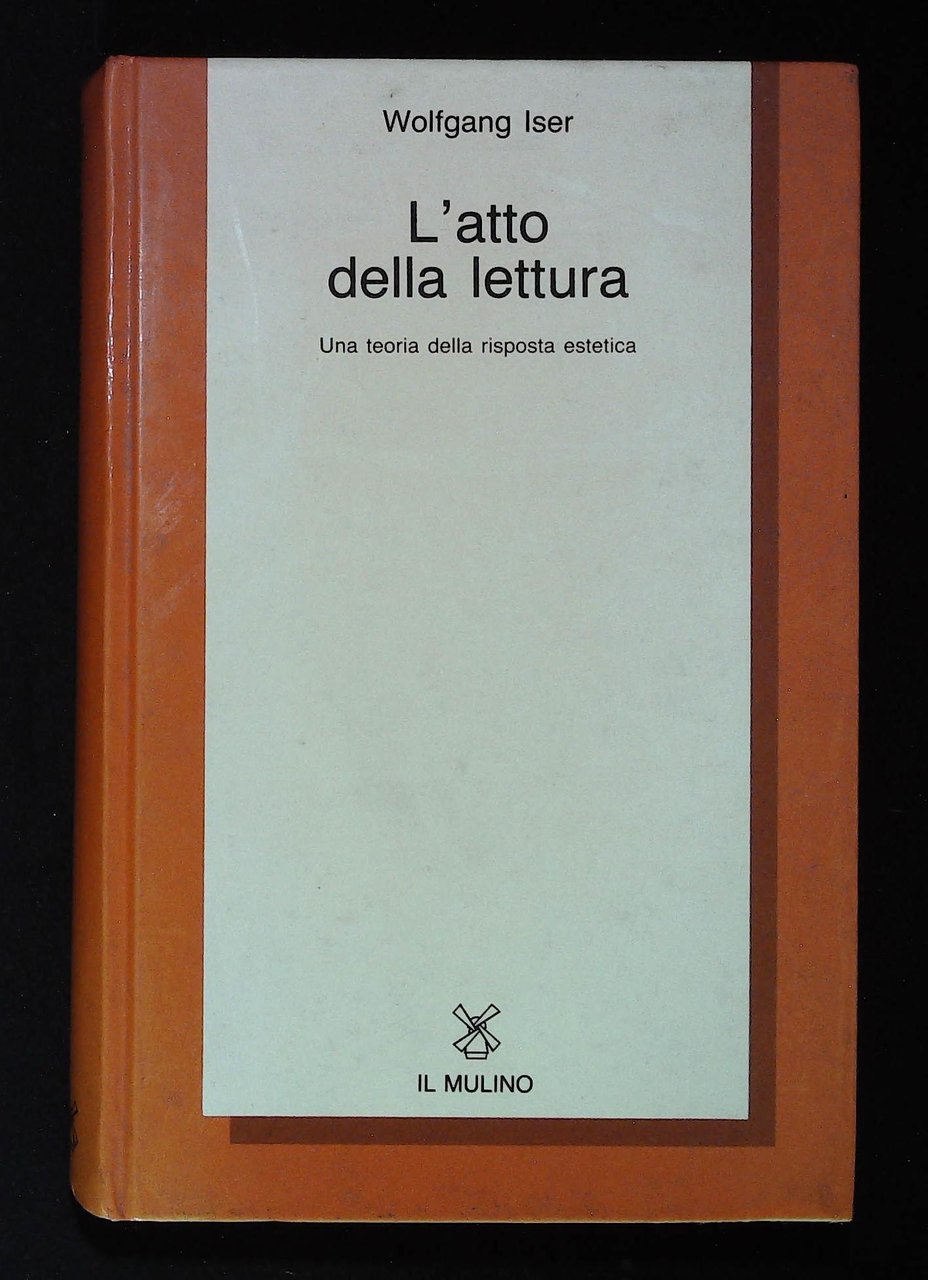 Wolfgang Iser
L'atto
della lettura
Una teoria della risposta estetica
IL MULINO